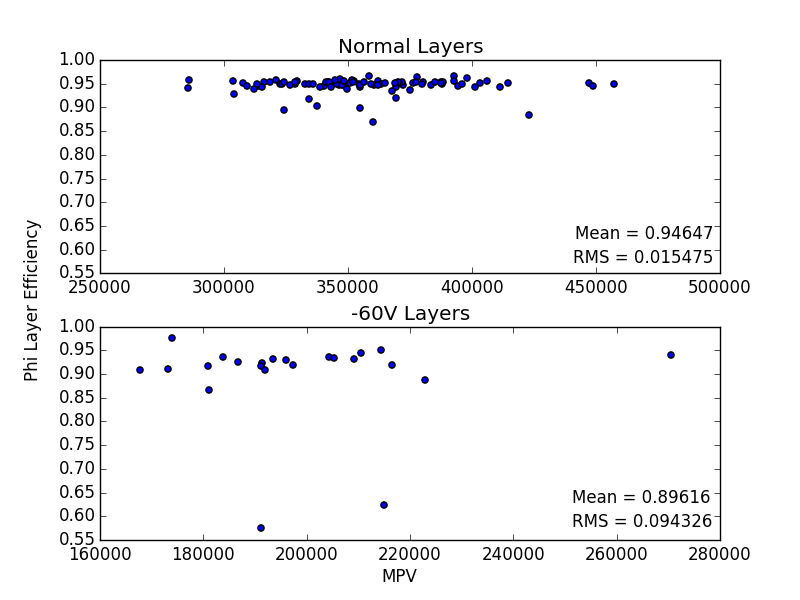 Normal Layers
1.00
0.95
0.90
0.85
0.80
0.75
0.70
0.65
0.60
0.55
Mean = 0.94647
RMS = 0.015475
250000 300000 350000 400000 450000 500000
Phi Layer Efficiency
-60V Layers
1.00
0.95
0.90
0.85
0.80
0.75
0.70
0.65
0.60
0.55
Mean = 0.89616
RMS = 0.094326
160000 180000 200000 220000 240000 260000 280000
MPV